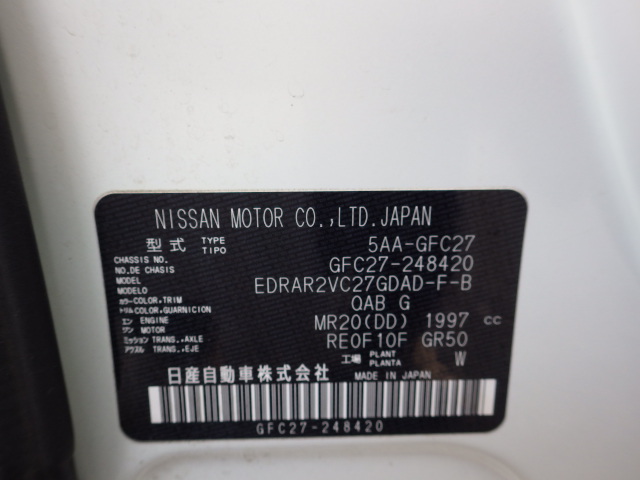 NISSAN MOTOR CO.,LTD.JAPAN
型式 TYPE TIPO 5AA-GFC27
CHASSIS NO. NO DE CHASIS GFC27-248420
MODEL MODELO EDRAR2VC27GDAD-F-B
カラー COLOR,TRIM トリム COLOR,GUARNICION QAB G
エン ENGINE ジン MOTOR MR20(DD) 1997 cc
ミッション TRANS.,AXLE アクスル TRANS.,EJE RE0F10F GR50
工場 PLANT PLANTA W
日産自動車株式会社 MADE IN JAPAN
GFC27-248420